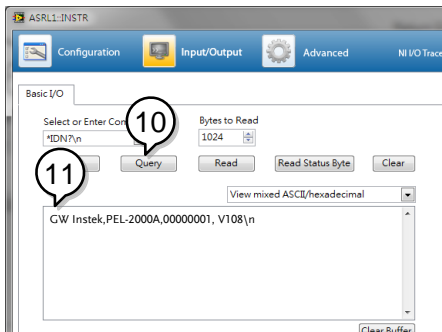 ASRL1::INSTR
Configuration Input/Output Advanced NI I/O Trace
Basic I/O
Select or Enter Com Bytes to Read
*IDN?\n 1024
10
Query Read Read Status Byte Clear
11
View mixed ASCII/hexadecimal
GW Instek,PEL-2000A,00000001, V108\n
Clear Buffer